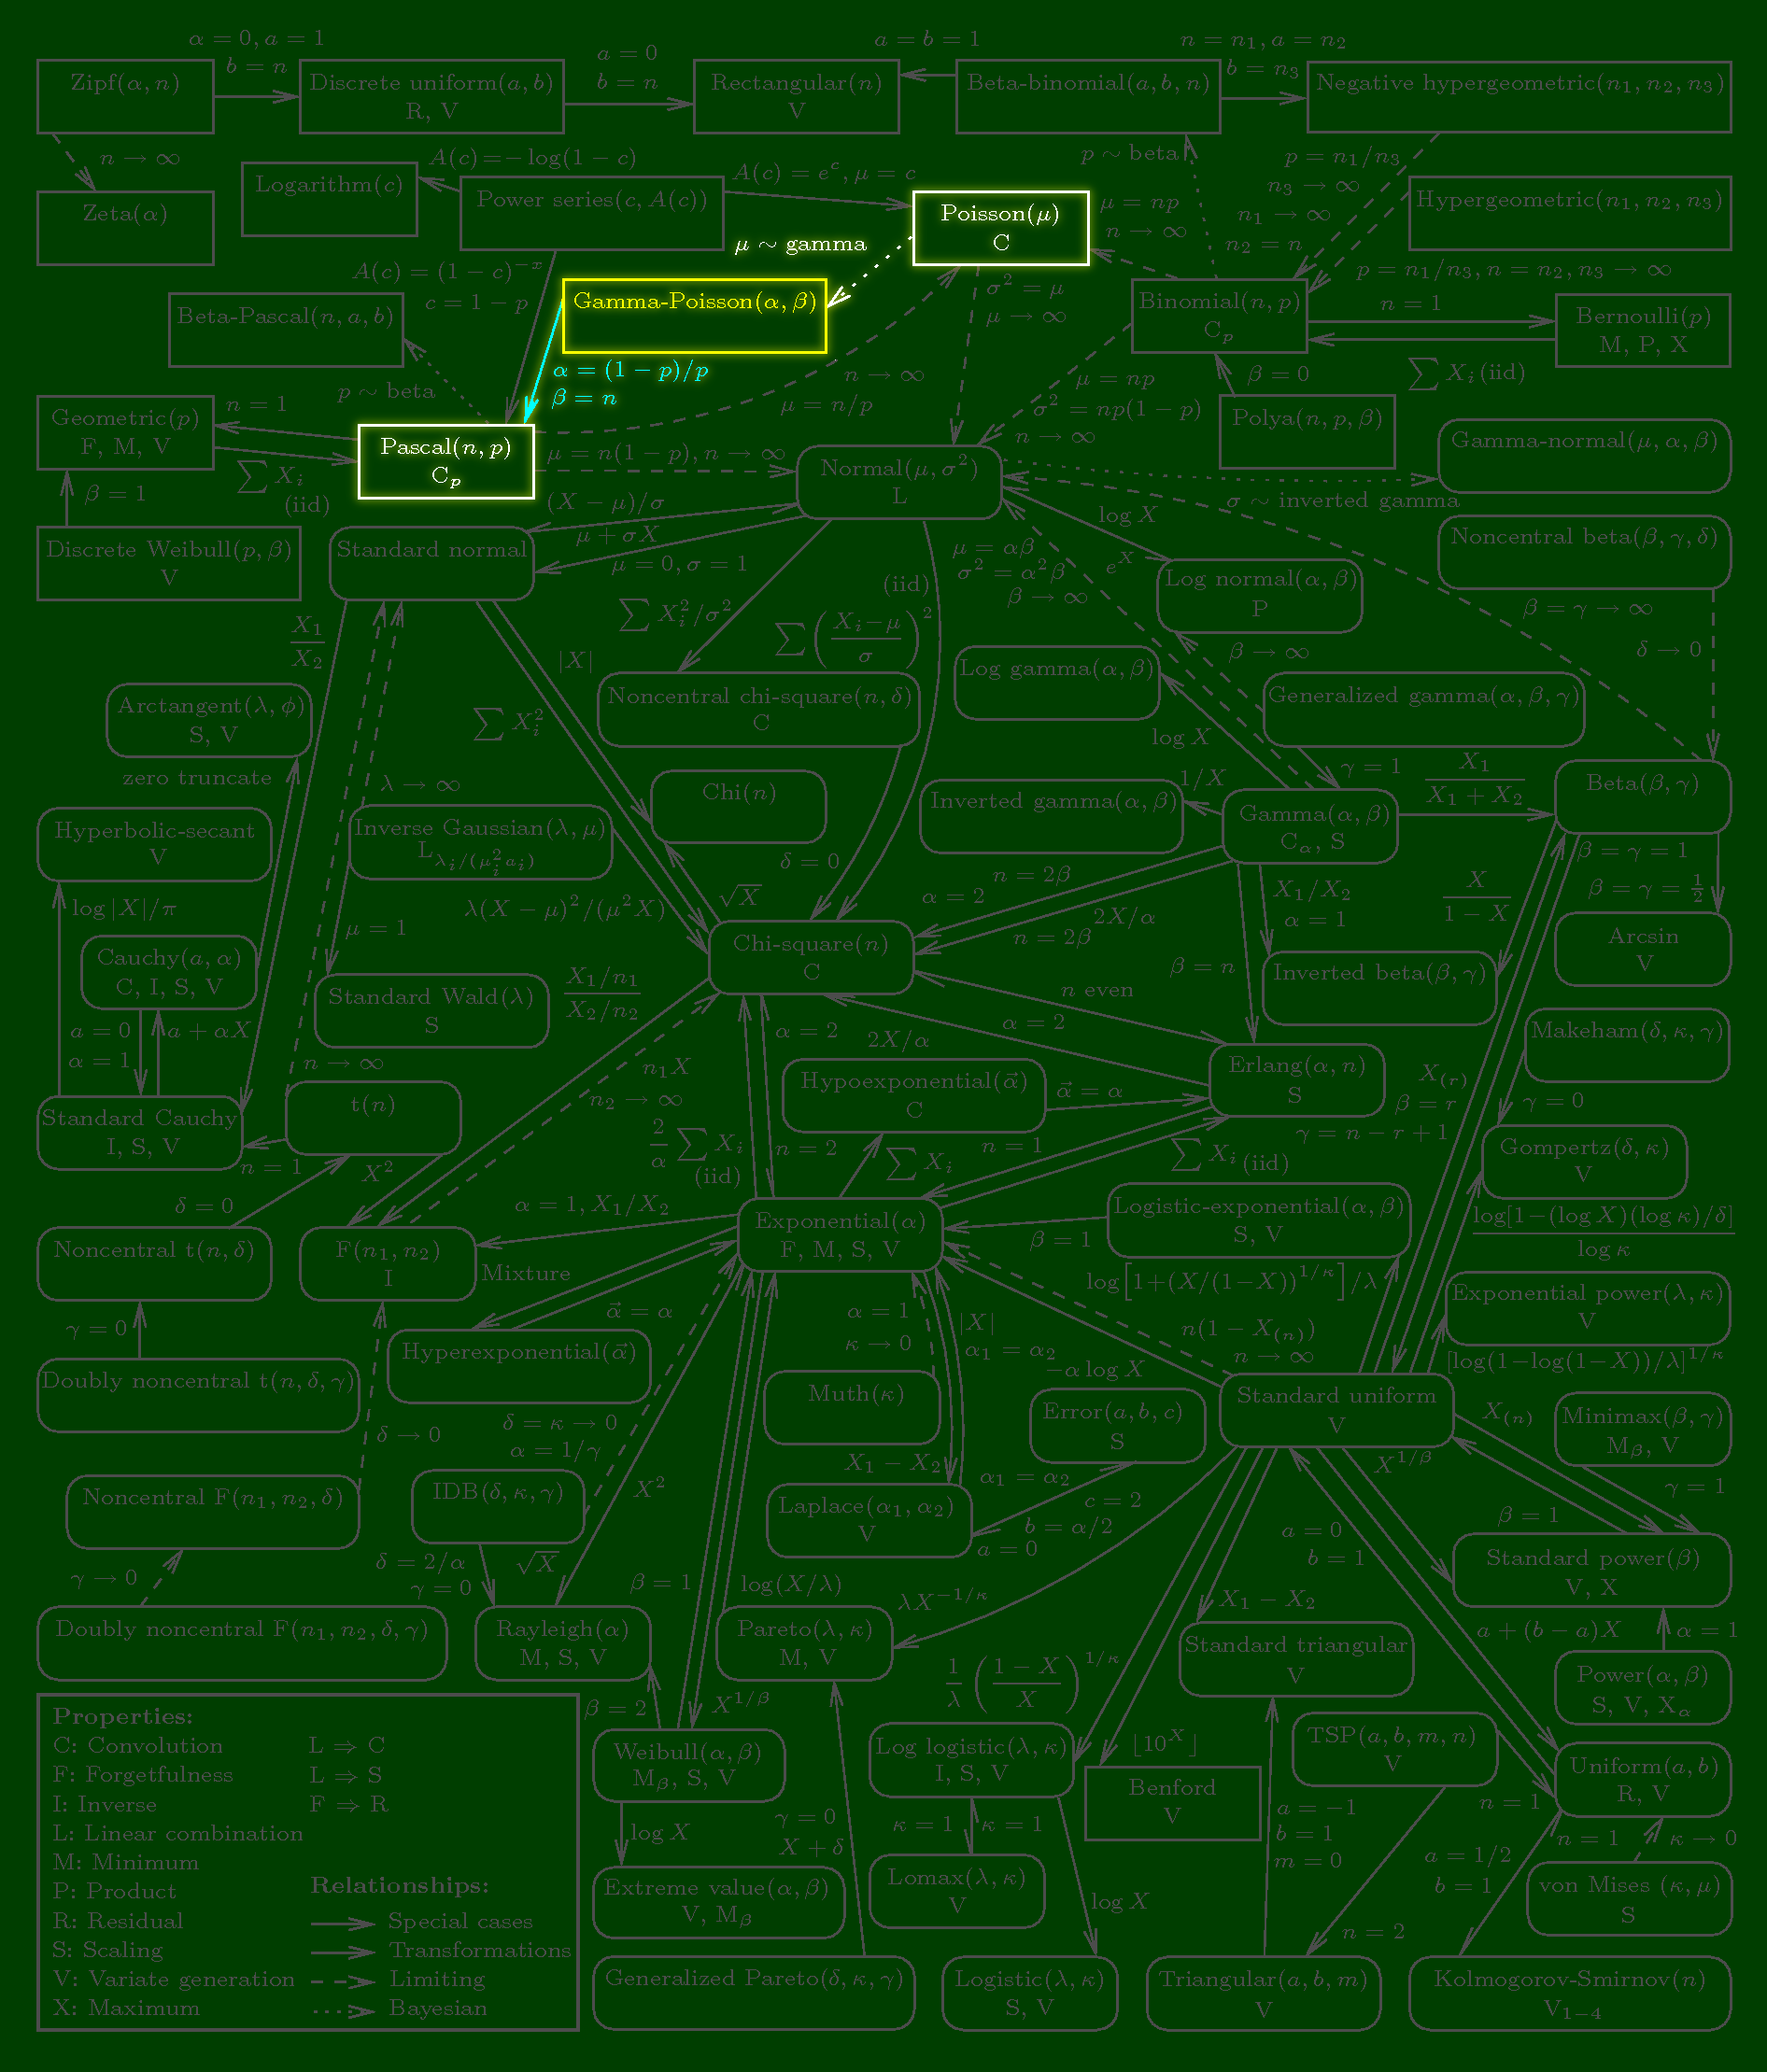 α = 0, a = 1
b = n
a = 0
b = n
a = b = 1
n = n₁, a = n₂
b = n₃
Zipf(α, n)
Discrete uniform(a, b)
R, V
Rectangular(n)
V
Beta-binomial(a, b, n)
Negative hypergeometric(n₁, n₂, n₃)
n → ∞
A(c) = − log(1 − c)
A(c) = eᶜ, μ = c
p ∼ beta
p = n₁/n₃
n₃ → ∞
n₁ → ∞
n₂ = n
Zeta(α)
Logarithm(c)
Power series(c, A(c))
Poisson(μ)
C
μ = np
n → ∞
Hypergeometric(n₁, n₂, n₃)
μ ∼ gamma
A(c) = (1 − c)⁻ˣ
c = 1 − p
σ² = μ
μ → ∞
p = n₁/n₃, n = n₂, n₃ → ∞
n = 1
Beta-Pascal(n, a, b)
Gamma-Poisson(α, β)
Binomial(n, p)
Cₚ
Bernoulli(p)
M, P, X
α = (1 − p)/p
β = n
n → ∞
μ = n/p
μ = np
σ² = np(1 − p)
n → ∞
β = 0
∑ Xᵢ (iid)
p ∼ beta
Geometric(p)
F, M, V
n = 1
∑ Xᵢ
(iid)
Pascal(n, p)
Cₚ
μ = n(1 − p), n → ∞
Normal(μ, σ²)
L
Polya(n, p, β)
Gamma-normal(μ, α, β)
σ ∼ inverted gamma
β = 1
(X − μ)/σ
μ + σX
μ = 0, σ = 1
log X
Discrete Weibull(p, β)
V
Standard normal
μ = αβ
σ² = α²β
β → ∞
eˣ
Noncentral beta(β, γ, δ)
(iid)
Log normal(α, β)
P
β = γ → ∞
δ → 0
X₁/X₂
|X|
∑ Xᵢ²/σ²
∑ ((Xᵢ−μ)/σ)²
β → ∞
Log gamma(α, β)
Arctangent(λ, φ)
S, V
∑ Xᵢ²
Noncentral chi-square(n, δ)
C
Generalized gamma(α, β, γ)
log X
zero truncate
λ → ∞
Chi(n)
1/X
γ = 1
X₁/(X₁ + X₂)
Beta(β, γ)
Hyperbolic-secant
V
Inverse Gaussian(λ, μ)
L_{λᵢ/(μᵢ²aᵢ)}
Inverted gamma(α, β)
Gamma(α, β)
C_α, S
δ = 0
n = 2β
α = 2
2X/α
n = 2β
X₁/X₂
α = 1
X/(1 − X)
β = γ = 1
β = γ = ½
log |X|/π
λ(X − μ)²/(μ²X)
√X
μ = 1
Cauchy(a, α)
C, I, S, V
Chi-square(n)
C
β = n
Inverted beta(β, γ)
Arcsin
V
Standard Wald(λ)
S
(X₁/n₁)/(X₂/n₂)
n even
a = 0
α = 1
a + αX
n → ∞
α = 2
α = 2
2X/α
Erlang(α, n)
S
Makeham(δ, κ, γ)
Standard Cauchy
I, S, V
t(n)
n₁X
n₂ → ∞
Hypoexponential(α⃗)
C
α⃗ = α
X₍ᵣ₎
β = r
γ = n − r + 1
γ = 0
n = 1
X²
(2/α) ∑ Xᵢ
(iid)
n = 2
∑ Xᵢ
n = 1
∑ Xᵢ (iid)
Gompertz(δ, κ)
V
δ = 0
α = 1, X₁/X₂
Exponential(α)
F, M, S, V
Logistic-exponential(α, β)
S, V
β = 1
log[1−(log X)(log κ)/δ]/log κ
Noncentral t(n, δ)
F(n₁, n₂)
I
Mixture
α⃗ = α
log[1+(X/(1−X))^{1/κ}]/λ
Exponential power(λ, κ)
V
γ = 0
Hyperexponential(α⃗)
α = 1
κ → 0
|X|
α₁ = α₂
n(1 − X₍ₙ₎)
n → ∞
[log(1−log(1−X))/λ]^{1/κ}
Doubly noncentral t(n, δ, γ)
Muth(κ)
−α log X
Standard uniform
V
δ → 0
δ = κ → 0
α = 1/γ
Error(a, b, c)
S
X₍ₙ₎
Minimax(β, γ)
M_β, V
Noncentral F(n₁, n₂, δ)
IDB(δ, κ, γ)
X²
X₁ − X₂
α₁ = α₂
X^{1/β}
γ = 1
Laplace(α₁, α₂)
V
c = 2
b = α/2
a = 0
a = 0
b = 1
β = 1
Standard power(β)
V, X
γ → 0
δ = 2/α
γ = 0
√X
β = 1
log(X/λ)
λX^{−1/κ}
X₁ − X₂
Doubly noncentral F(n₁, n₂, δ, γ)
Rayleigh(α)
M, S, V
Pareto(λ, κ)
M, V
Standard triangular
V
a + (b − a)X
α = 1
(1/λ)((1 − X)/X)^{1/κ}
Power(α, β)
S, V, X_α
β = 2
X^{1/β}
Properties:
C: Convolution
L ⇒ C
F: Forgetfulness
L ⇒ S
I: Inverse
F ⇒ R
L: Linear combination
M: Minimum
P: Product
Relationships:
R: Residual
Special cases
S: Scaling
Transformations
V: Variate generation
Limiting
X: Maximum
Bayesian
Weibull(α, β)
M_β, S, V
Log logistic(λ, κ)
I, S, V
⌊10ˣ⌋
Benford
V
TSP(a, b, m, n)
V
Uniform(a, b)
R, V
log X
γ = 0
X + δ
κ = 1
κ = 1
a = −1
b = 1
m = 0
n = 1
n = 1
κ → 0
a = 1/2
b = 1
Extreme value(α, β)
V, M_β
Lomax(λ, κ)
V
log X
n = 2
von Mises (κ, μ)
S
Generalized Pareto(δ, κ, γ)
Logistic(λ, κ)
S, V
Triangular(a, b, m)
V
Kolmogorov-Smirnov(n)
V₁₋₄